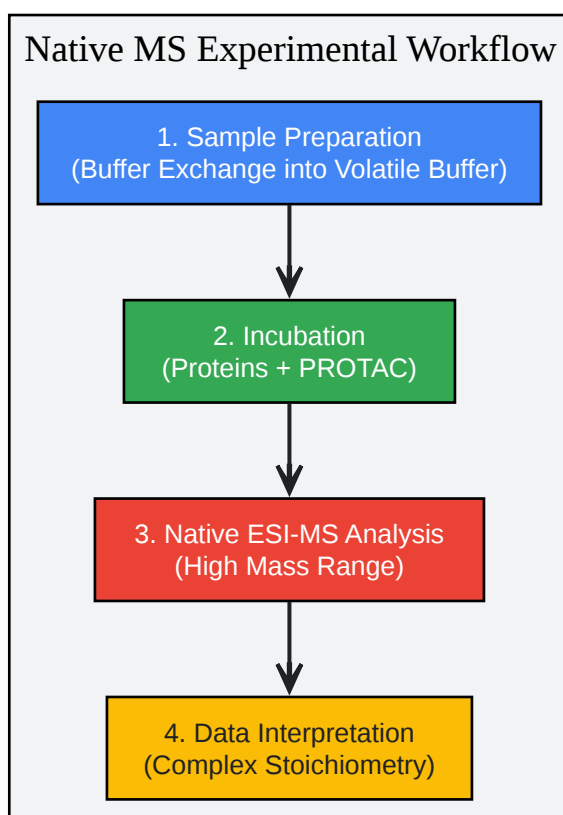 Native MS Experimental Workflow
1. Sample Preparation
(Buffer Exchange into Volatile Buffer)
2. Incubation
(Proteins + PROTAC)
3. Native ESI-MS Analysis
(High Mass Range)
4. Data Interpretation
(Complex Stoichiometry)